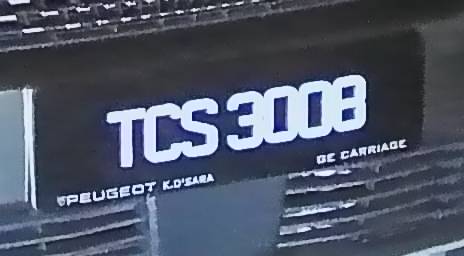 TCS 3008
PEUGEOT K.D'SARA
GE CARRIAGE